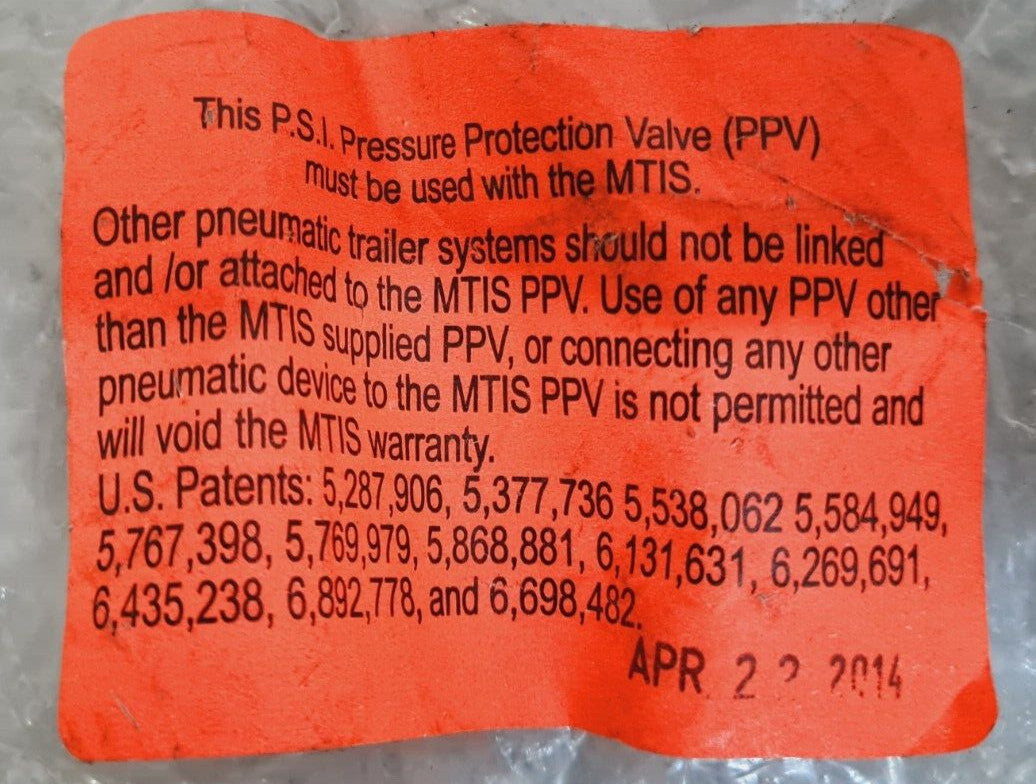 This P.S.I. Pressure Protection Valve (PPV)
must be used with the MTIS.
Other pneumatic trailer systems should not be linked
and /or attached to the MTIS PPV. Use of any PPV other
than the MTIS supplied PPV, or connecting any other
pneumatic device to the MTIS PPV is not permitted and
will void the MTIS warranty.
U.S. Patents: 5,287,906, 5,377,736 5,538,062 5,584,949,
5,767,398, 5,769,979, 5,868,881, 6,131,631, 6,269,691,
6,435,238, 6,892,778, and 6,698,482.
APR 22 2014